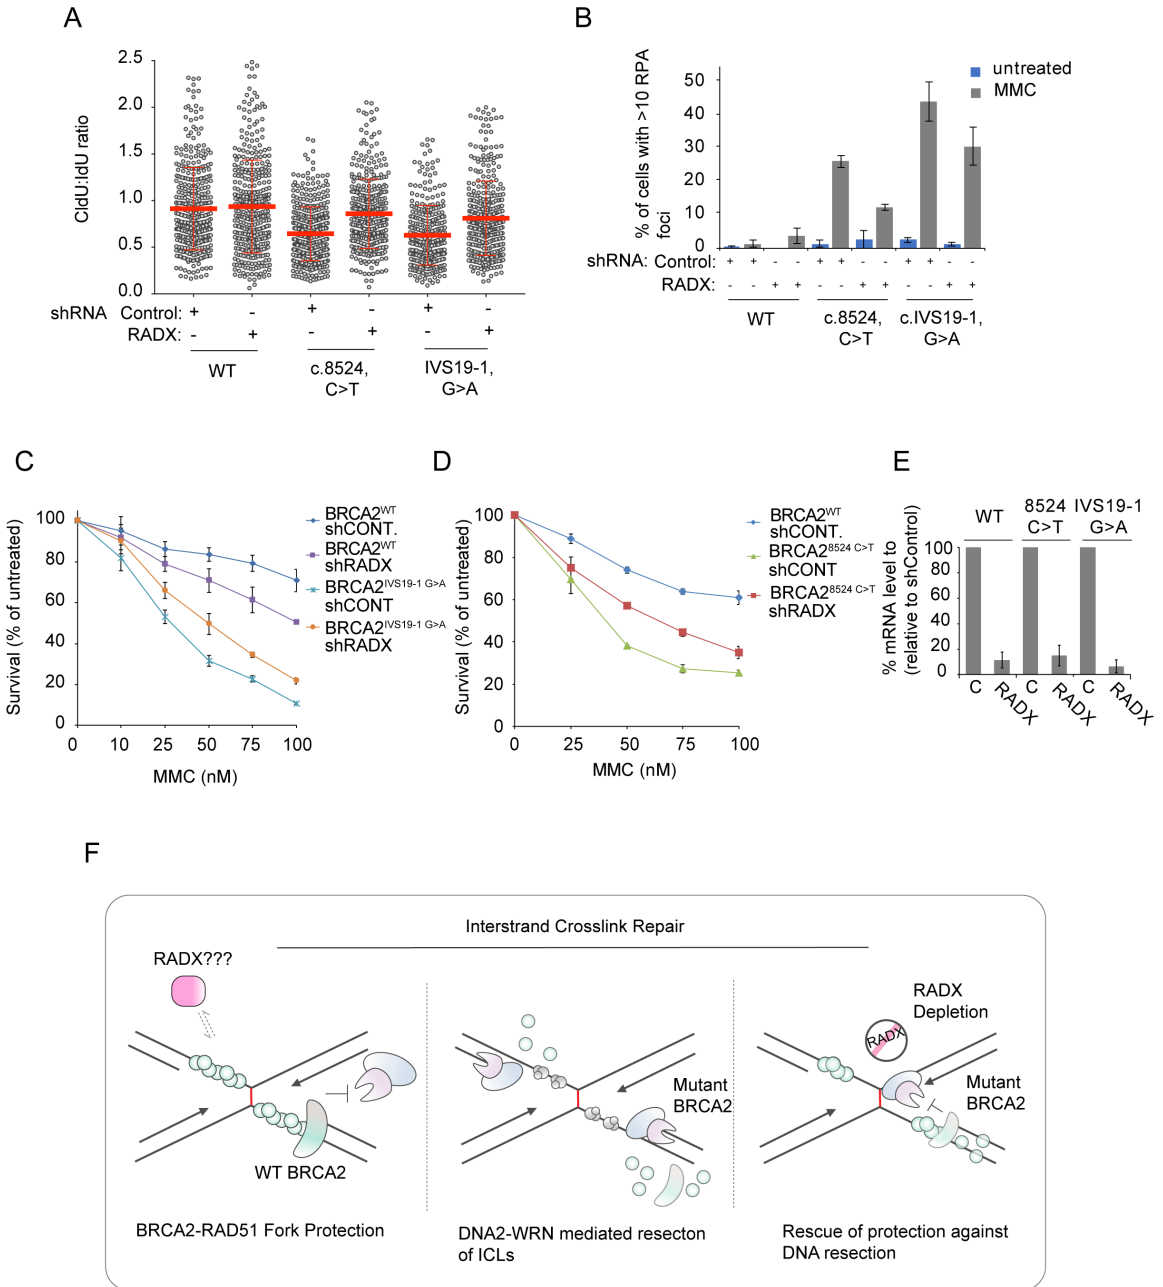 A
CldU:IdU ratio
2.5
2.0
1.5
1.0
0.5
0.0
shRNA Control: + - + - + -
RADX: - + - + - +
WT
c.8524,
C>T
IVS19-1,
G>A
B
% of cells with >10 RPA
foci
50
40
30
20
10
0
untreated
MMC
shRNA: Control: + + - - + + - - + + - -
RADX: - - + + - - + + - - + +
WT
c.8524,
C>T
c.IVS19-1,
G>A
C
Survival (% of untreated)
100
80
60
40
20
0
0 10 25 50 75 100
MMC (nM)
BRCA2WT
shCONT.
BRCA2WT
shRADX
BRCA2IVS19-1 G>A
shCONT
BRCA2IVS19-1 G>A
shRADX
D
Survival (% of untreated)
100
80
60
40
20
0
0 25 50 75 100
MMC (nM)
BRCA2WT
shCONT.
BRCA28524 C>T
shCONT
BRCA28524 C>T
shRADX
E
% mRNA level to
(relative to shControl)
WT
8524
C>T
IVS19-1
G>A
100
80
60
40
20
0
C RADX C RADX C RADX
F
Interstrand Crosslink Repair
RADX???
WT BRCA2
BRCA2-RAD51 Fork Protection
Mutant
BRCA2
DNA2-WRN mediated resecton
of ICLs
RADX
Depletion
RADX
Mutant
BRCA2
Rescue of protection against
DNA resection